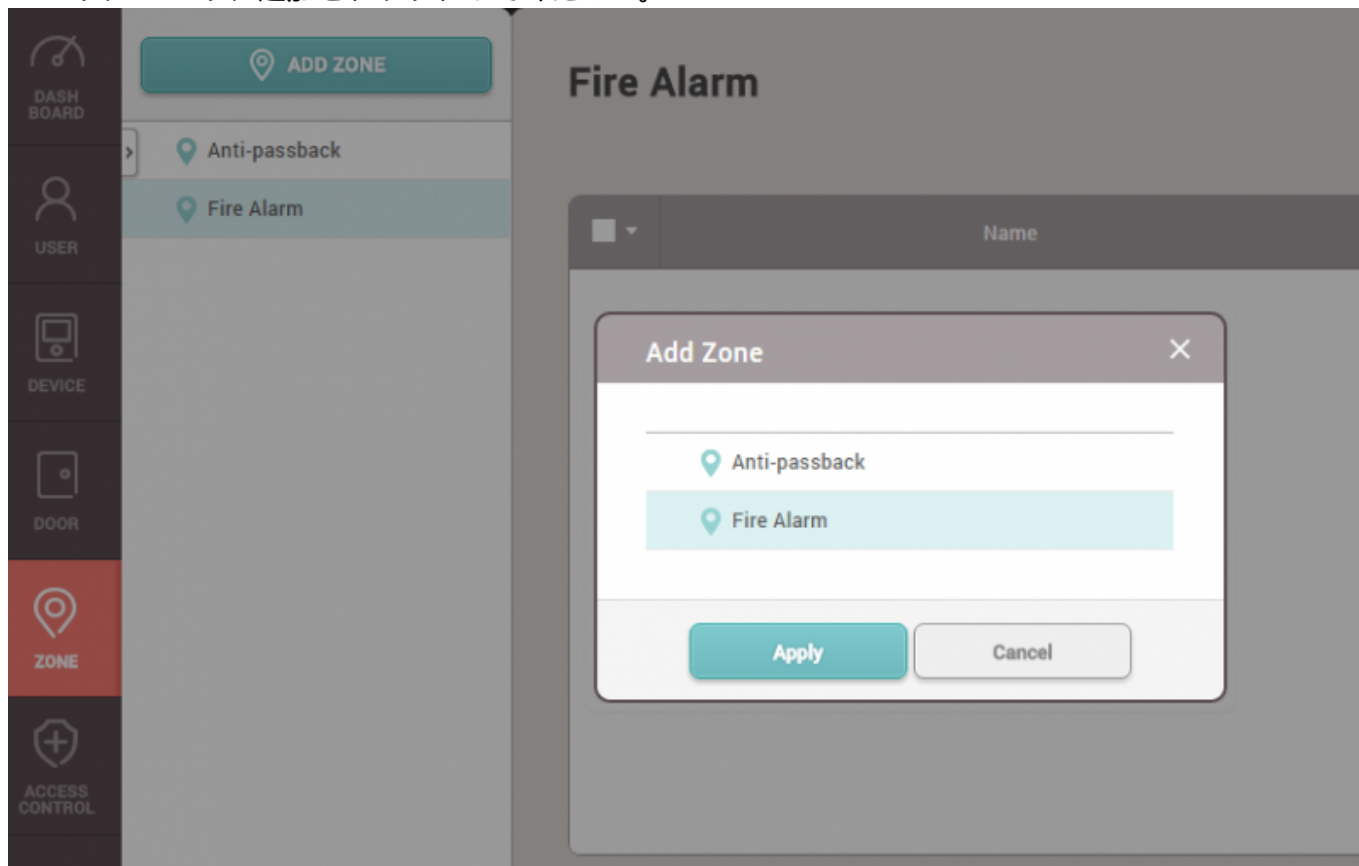 DASH
BOARD
USER
DEVICE
DOOR
ZONE
ACCESS
CONTROL
ADD ZONE
Anti-passback
Fire Alarm
Fire Alarm
Name
Add Zone
Anti-passback
Fire Alarm
Apply
Cancel